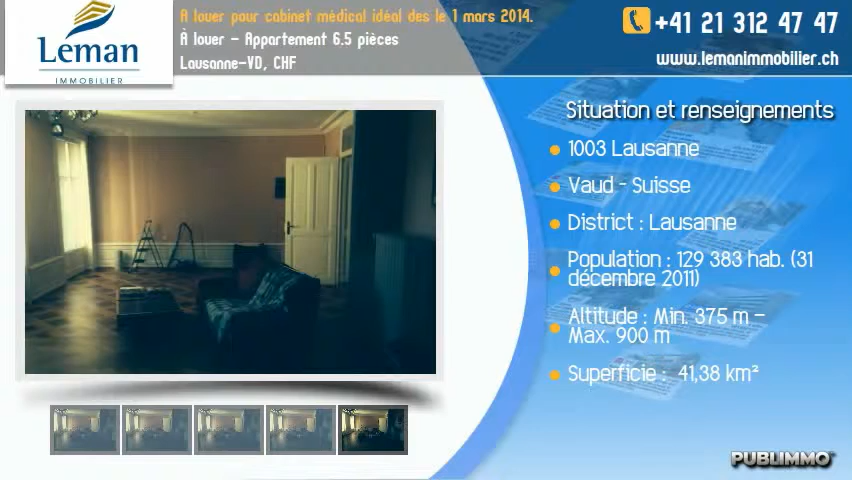 Leman
IMMOBILIER
A louer pour cabinet médical idéal des le 1 mars 2014.
À louer - Appartement 6.5 pièces
Lausanne-VD, CHF
+41 21 312 47 47
www.lemanimmobilier.ch
Situation et renseignements
1003 Lausanne
Vaud - Suisse
District : Lausanne
Population : 129 383 hab. (31
décembre 2011)
Altitude : Min. 375 m –
Max. 900 m
Superficie : 41,38 km²
PUBLIMMO